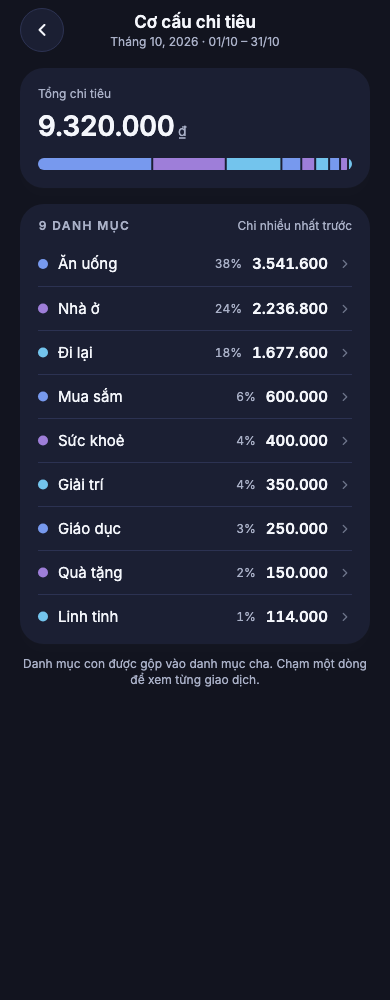 Cơ cấu chi tiêu
Tháng 10, 2026 · 01/10 – 31/10
Tổng chi tiêu
9.320.000 ₫
9 DANH MỤC Chi nhiều nhất trước
Ăn uống 38% 3.541.600
Nhà ở 24% 2.236.800
Đi lại 18% 1.677.600
Mua sắm 6% 600.000
Sức khoẻ 4% 400.000
Giải trí 4% 350.000
Giáo dục 3% 250.000
Quà tặng 2% 150.000
Linh tinh 1% 114.000
Danh mục con được gộp vào danh mục cha. Chạm một dòng
để xem từng giao dịch.